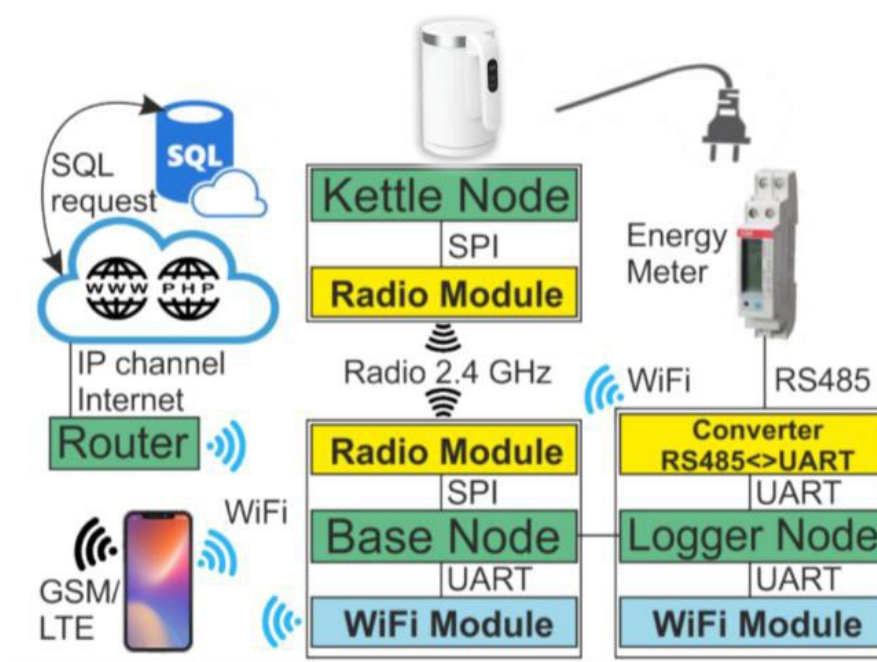 SQL
SQL
request
WWW PHP
IP channel
Internet
Router
WiFi
GSM/
LTE
Kettle Node
SPI
Radio Module
Radio 2.4 GHz
Radio Module
SPI
Base Node
UART
WiFi Module
Energy
Meter
WiFi
RS485
Converter
RS485<>UART
UART
Logger Node
UART
WiFi Module